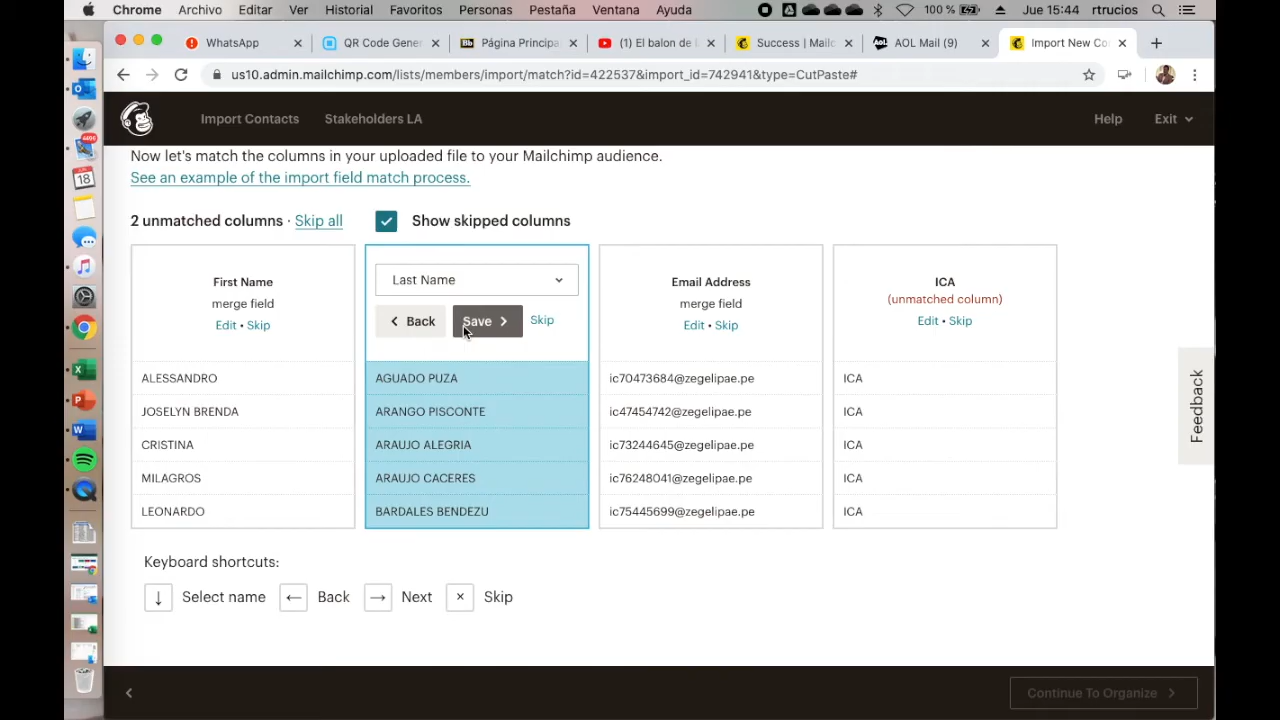 Chrome Archivo Editar Ver Historial Favoritos Personas Pestaña Ventana Ayuda 100 % Jue 15:44 rtrucios
WhatsApp QR Code Gene Página Principa (1) El balon de Success | Mailc AOL Mail (9) Import New Co
us10.admin.mailchimp.com/lists/members/import/match?id=422537&import_id=742941&type=CutPaste#
Import Contacts Stakeholders LA Help Exit
Now let's match the columns in your uploaded file to your Mailchimp audience.
See an example of the import field match process.
2 unmatched columns · Skip all Show skipped columns
First Name
merge field
Edit • Skip
Last Name
Back Save Skip
Email Address
merge field
Edit • Skip
ICA
(unmatched column)
Edit • Skip
ALESSANDRO AGUADO PUZA ic70473684@zegelipae.pe ICA
JOSELYN BRENDA ARANGO PISCONTE ic47454742@zegelipae.pe ICA
CRISTINA ARAUJO ALEGRIA ic73244645@zegelipae.pe ICA
MILAGROS ARAUJO CACERES ic76248041@zegelipae.pe ICA
LEONARDO BARDALES BENDEZU ic75445699@zegelipae.pe ICA
Keyboard shortcuts:
↓ Select name ← Back → Next × Skip
Feedback
Continue To Organize